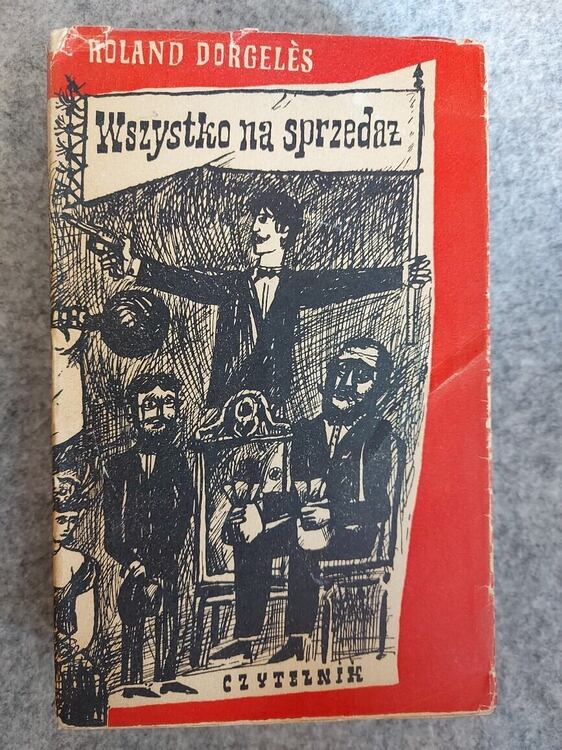 ROLAND DORGELÈS
Wszystko na sprzedaż
CZYTELNIK